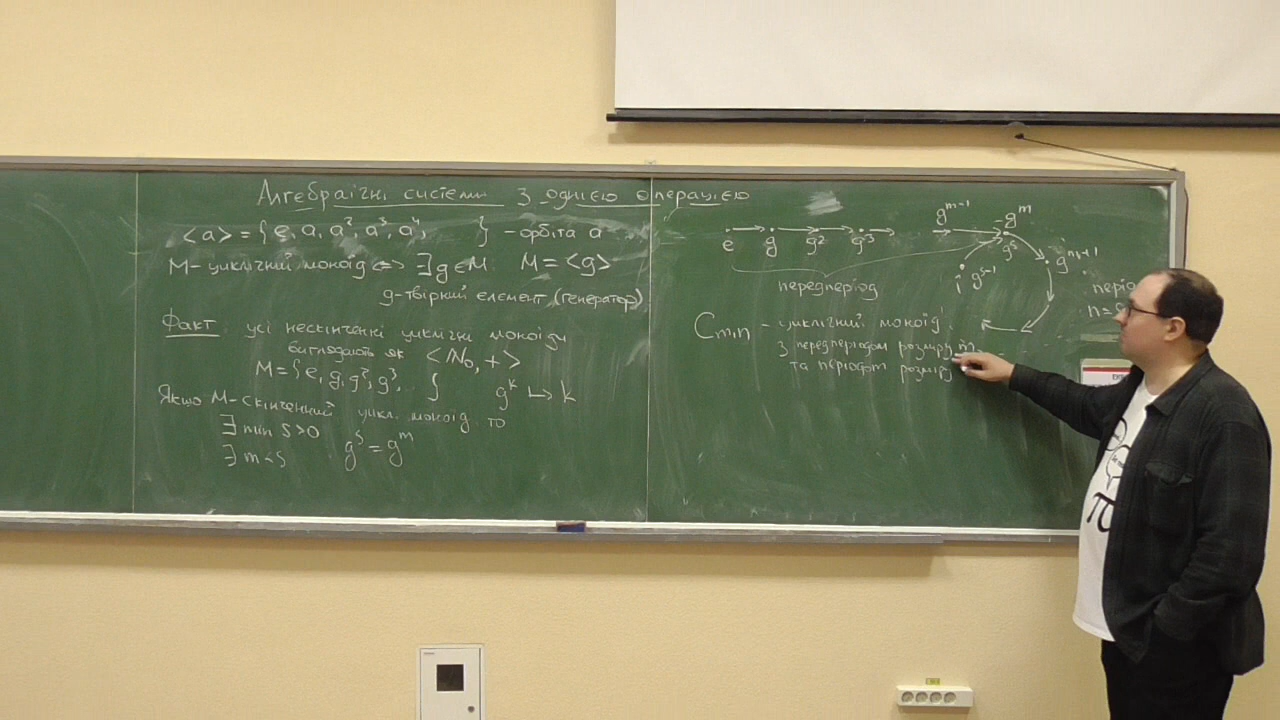 Алгебраїчні системи з однією операцією
<a> = {e, a, a², a³, a⁴, } – орбіта a
M – циклічний моноїд ⇔ ∃g∈M M = <g>
g – твірний елемент (генератор)
Факт усі нескінченні циклічні моноїди
виглядають як <ℕ₀, +>
M = {e, g, g², g³, }
gᵏ ↦ k
Якщо M – скінченний цикл. моноїд то
∃ min s>0
∃ m<s gˢ = gᵐ
e g g² g³ gᵐ⁻¹ gᵐ
gˢ gᵐ⁺¹
gˢ⁻¹
передперіод
Cₘ,ₙ – циклічний моноїд
з передперіодом розміру m
та періодом розміру
π